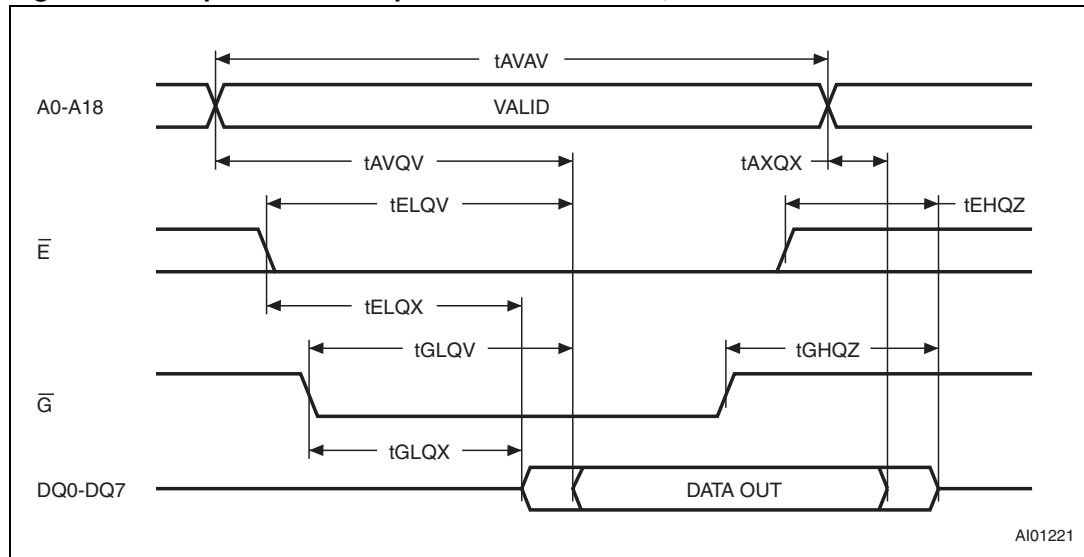 tAVAV
A0-A18
VALID
tAVQV
tAXQX
tELQV
tEHQZ
E̅
tELQX
tGLQV
tGHQZ
G̅
tGLQX
DQ0-DQ7
DATA OUT
AI01221